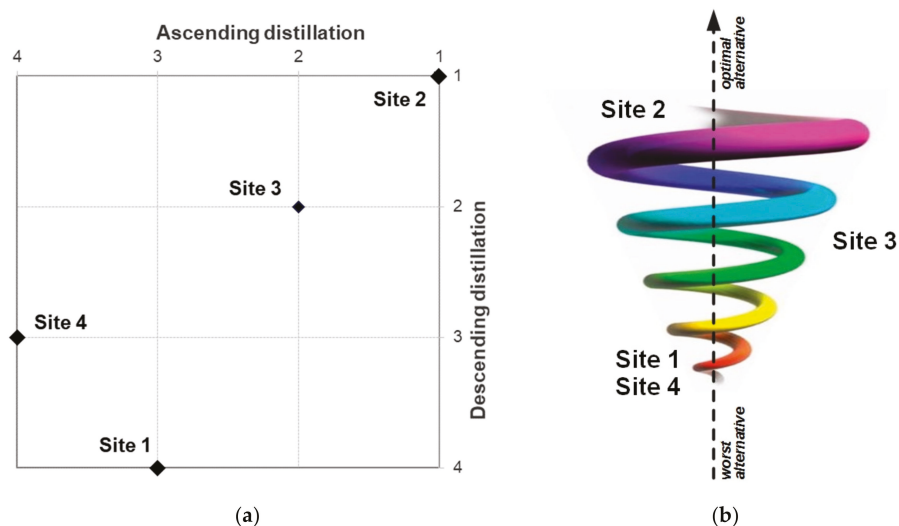 Ascending distillation
4 3 2 1
1
Site 2
Site 3
2
Site 4
3
Site 1
4
Descending distillation
(a)
optimal
alternative
Site 2
Site 3
Site 1
Site 4
worst
alternative
(b)